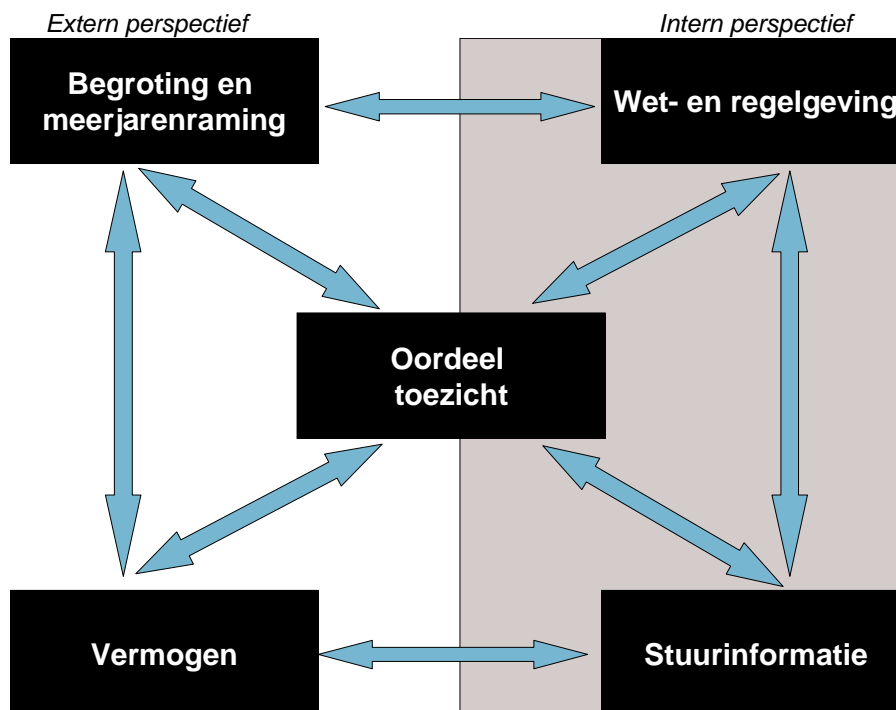 Extern perspectief
Intern perspectief
Begroting en
meerjarenraming
Wet- en regelgeving
Oordeel
toezicht
Vermogen
Stuurinformatie